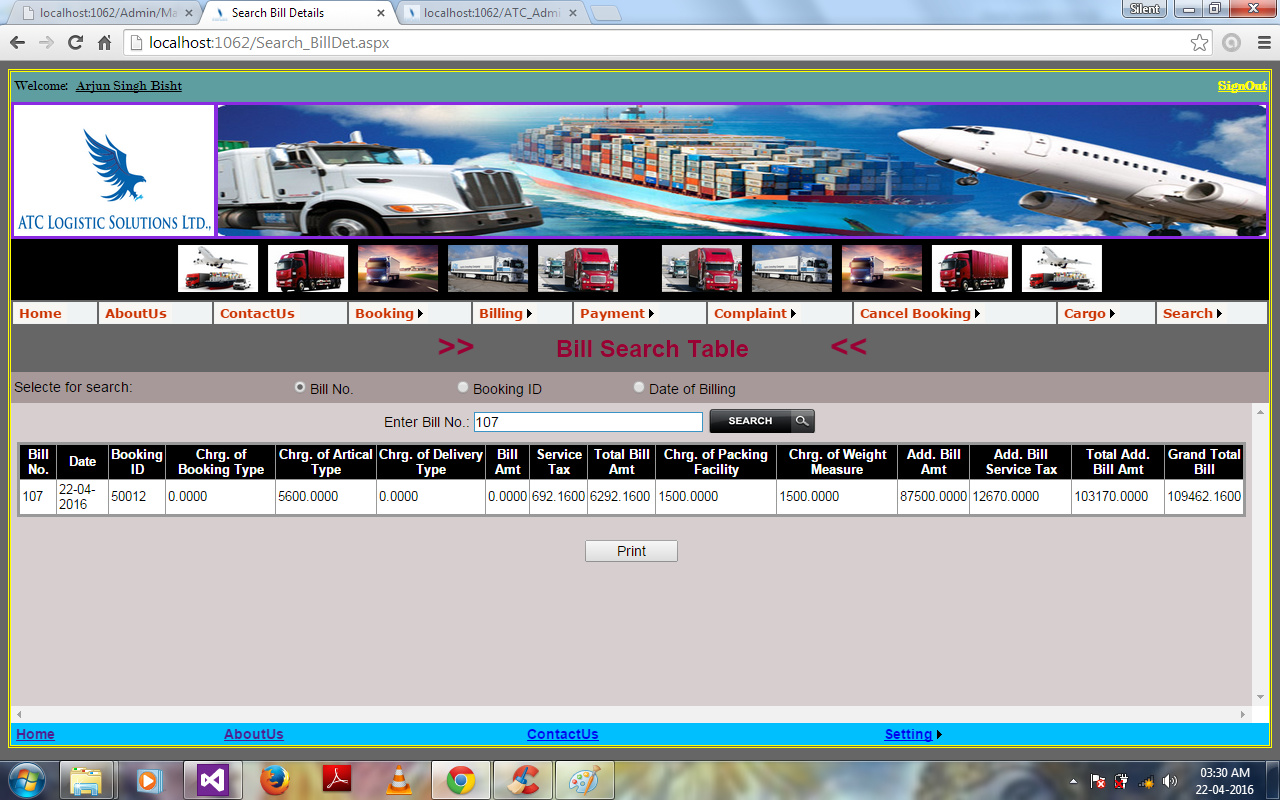 localhost:1062/Admin/Ma
Search Bill Details
localhost:1062/ATC_Admi
Silent
localhost:1062/Search_BillDet.aspx
Welcome: Arjun Singh Bisht
SignOut
ATC LOGISTIC SOLUTIONS LTD.,
Home AboutUs ContactUs Booking Billing Payment Complaint Cancel Booking Cargo Search
>> Bill Search Table <<
Selecte for search: Bill No. Booking ID Date of Billing
Enter Bill No.: 107 SEARCH
Bill No. Date Booking ID Chrg. of Booking Type Chrg. of Artical Type Chrg. of Delivery Type Bill Amt Service Tax Total Bill Amt Chrg. of Packing Facility Chrg. of Weight Measure Add. Bill Amt Add. Bill Service Tax Total Add. Bill Amt Grand Total Bill
107 22-04-2016 50012 0.0000 5600.0000 0.0000 0.0000 692.1600 6292.1600 1500.0000 1500.0000 87500.0000 12670.0000 103170.0000 109462.1600
Print
Home AboutUs ContactUs Setting
03:30 AM
22-04-2016